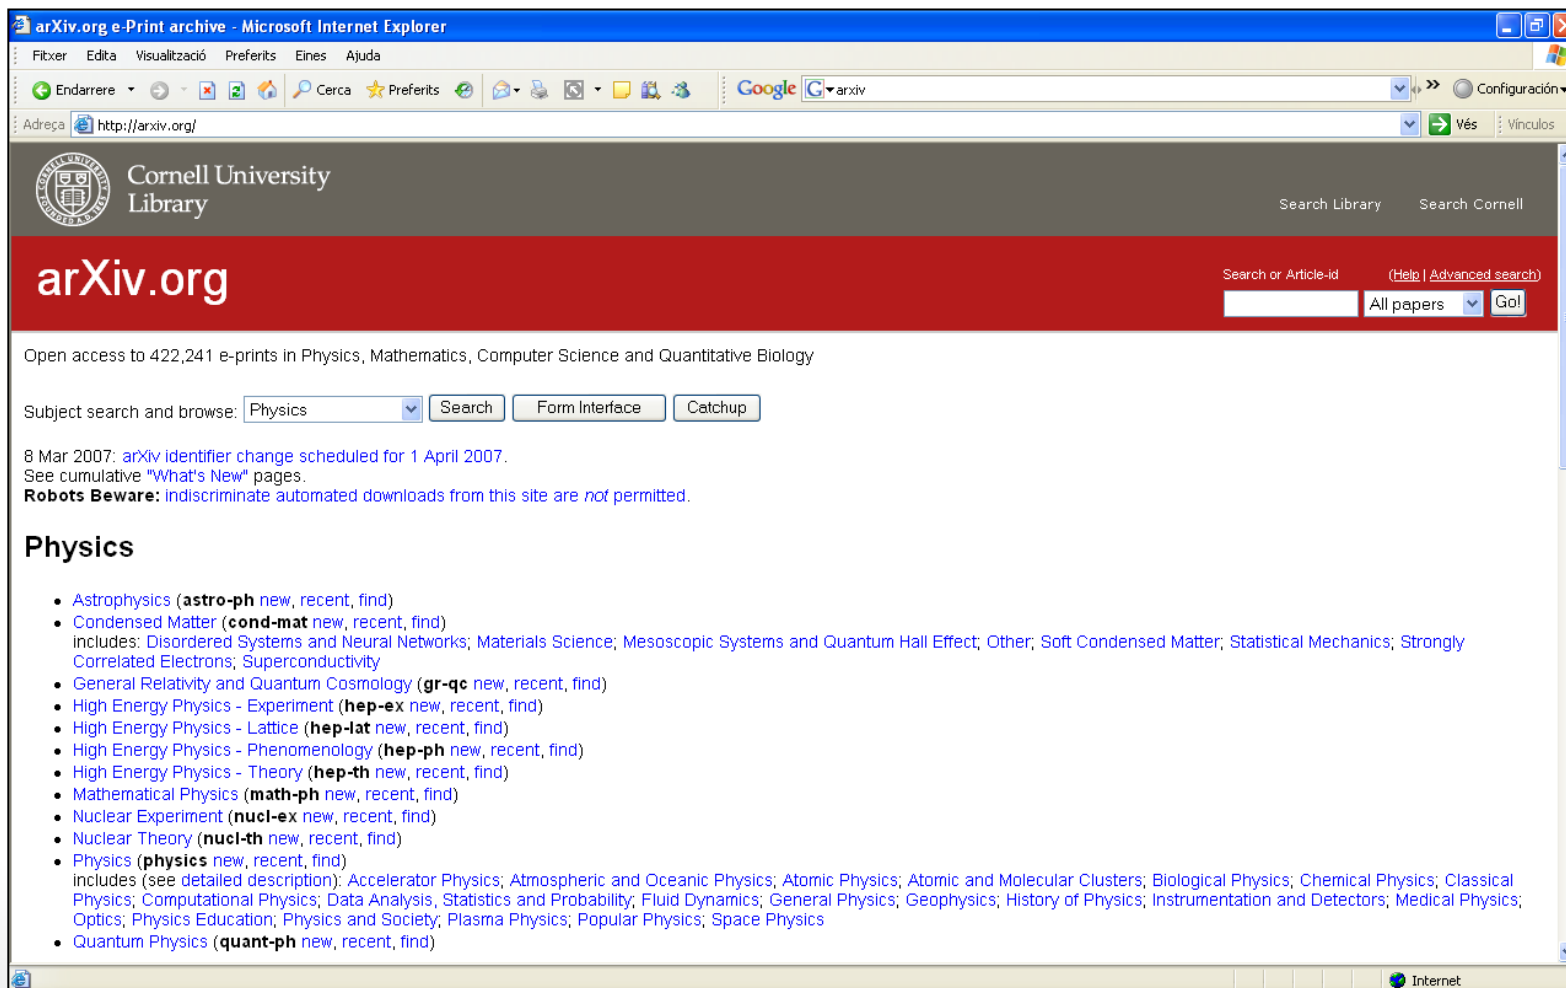 arXiv.org e-Print archive - Microsoft Internet Explorer
Fitxer Edita Visualització Preferits Eines Ajuda
Endarrere Cerca Preferits Google G arxiv Configuración
Adreça http://arxiv.org/ Vés Vínculos
Cornell University
Library
Search Library Search Cornell
arXiv.org
Search or Article-id (Help | Advanced search)
All papers Go!
Open access to 422,241 e-prints in Physics, Mathematics, Computer Science and Quantitative Biology
Subject search and browse: Physics Search Form Interface Catchup
8 Mar 2007: arXiv identifier change scheduled for 1 April 2007.
See cumulative "What's New" pages.
Robots Beware: indiscriminate automated downloads from this site are not permitted.
Physics
• Astrophysics (astro-ph new, recent, find)
• Condensed Matter (cond-mat new, recent, find)
includes: Disordered Systems and Neural Networks; Materials Science; Mesoscopic Systems and Quantum Hall Effect; Other; Soft Condensed Matter; Statistical Mechanics; Strongly
Correlated Electrons; Superconductivity
• General Relativity and Quantum Cosmology (gr-qc new, recent, find)
• High Energy Physics - Experiment (hep-ex new, recent, find)
• High Energy Physics - Lattice (hep-lat new, recent, find)
• High Energy Physics - Phenomenology (hep-ph new, recent, find)
• High Energy Physics - Theory (hep-th new, recent, find)
• Mathematical Physics (math-ph new, recent, find)
• Nuclear Experiment (nucl-ex new, recent, find)
• Nuclear Theory (nucl-th new, recent, find)
• Physics (physics new, recent, find)
includes (see detailed description): Accelerator Physics; Atmospheric and Oceanic Physics; Atomic Physics; Atomic and Molecular Clusters; Biological Physics; Chemical Physics; Classical
Physics; Computational Physics; Data Analysis, Statistics and Probability; Fluid Dynamics; General Physics; Geophysics; History of Physics; Instrumentation and Detectors; Medical Physics;
Optics; Physics Education; Physics and Society; Plasma Physics; Popular Physics; Space Physics
• Quantum Physics (quant-ph new, recent, find)
Internet